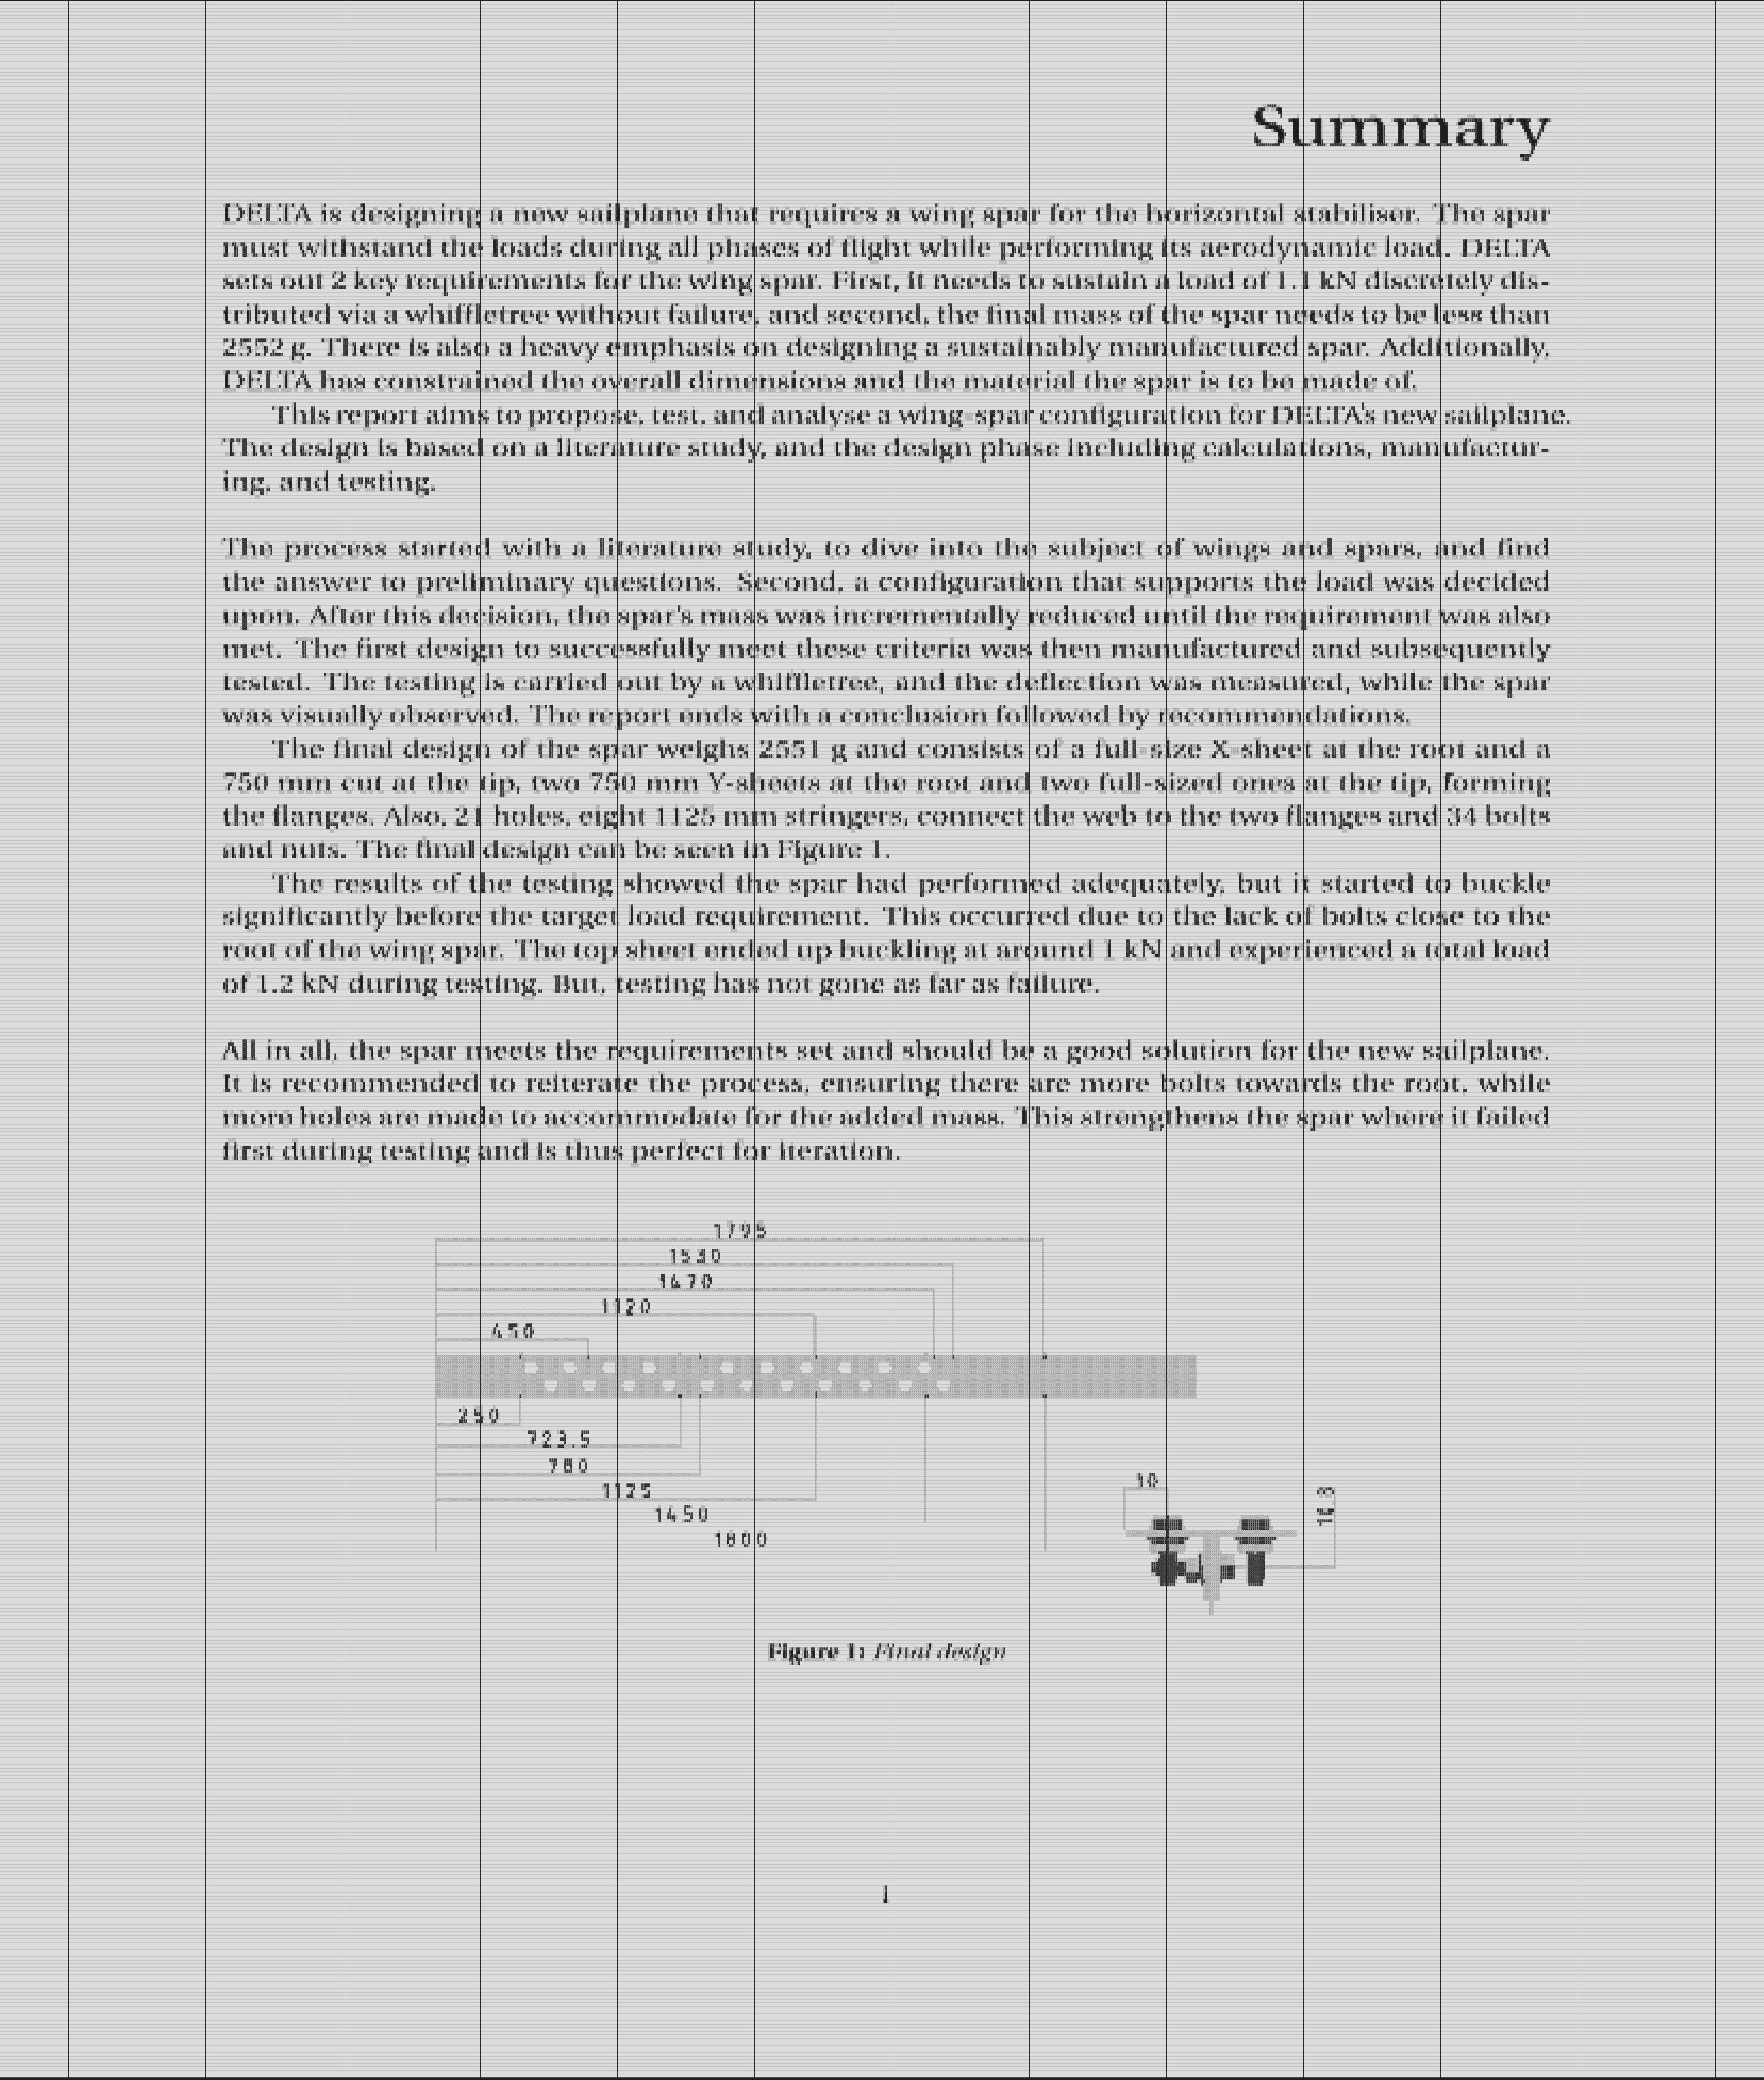 Summary
DELTA is designing a new sailplane that requires a wing spar for the horizontal stabiliser. The spar
must withstand the loads during all phases of flight while performing its aerodynamic load. DELTA
sets out 2 key requirements for the wing spar. First, it needs to sustain a load of 1.1 kN discretely dis-
tributed via a whiffletree without failure, and second, the final mass of the spar needs to be less than
2552 g. There is also a heavy emphasis on designing a sustainably manufactured spar. Additionally,
DELTA has constrained the overall dimensions and the material the spar is to be made of.
This report aims to propose, test, and analyse a wing-spar configuration for DELTA's new sailplane.
The design is based on a literature study, and the design phase including calculations, manufactur-
ing, and testing.
The process started with a literature study, to dive into the subject of wings and spars, and find
the answer to preliminary questions. Second, a configuration that supports the load was decided
upon. After this decision, the spar's mass was incrementally reduced until the requirement was also
met. The first design to successfully meet these criteria was then manufactured and subsequently
tested. The testing is carried out by a whiffletree, and the deflection was measured, while the spar
was visually observed. The report ends with a conclusion followed by recommendations.
The final design of the spar weighs 2551 g and consists of a full-size X-sheet at the root and a
750 mm cut at the tip, two 750 mm Y-sheets at the root and two full-sized ones at the tip, forming
the flanges. Also, 21 holes, eight 1125 mm stringers, connect the web to the two flanges and 34 bolts
and nuts. The final design can be seen in Figure 1.
The results of the testing showed the spar had performed adequately, but it started to buckle
significantly before the target load requirement. This occurred due to the lack of bolts close to the
root of the wing spar. The top sheet ended up buckling at around 1 kN and experienced a total load
of 1.2 kN during testing. But, testing has not gone as far as failure.
All in all, the spar meets the requirements set and should be a good solution for the new sailplane.
It is recommended to reiterate the process, ensuring there are more bolts towards the root, while
more holes are made to accommodate for the added mass. This strengthens the spar where it failed
first during testing and is thus perfect for iteration.
1795
1530
1470
1120
450
250
723.5
780
1125
1450
1800
10
Figure 1: Final design